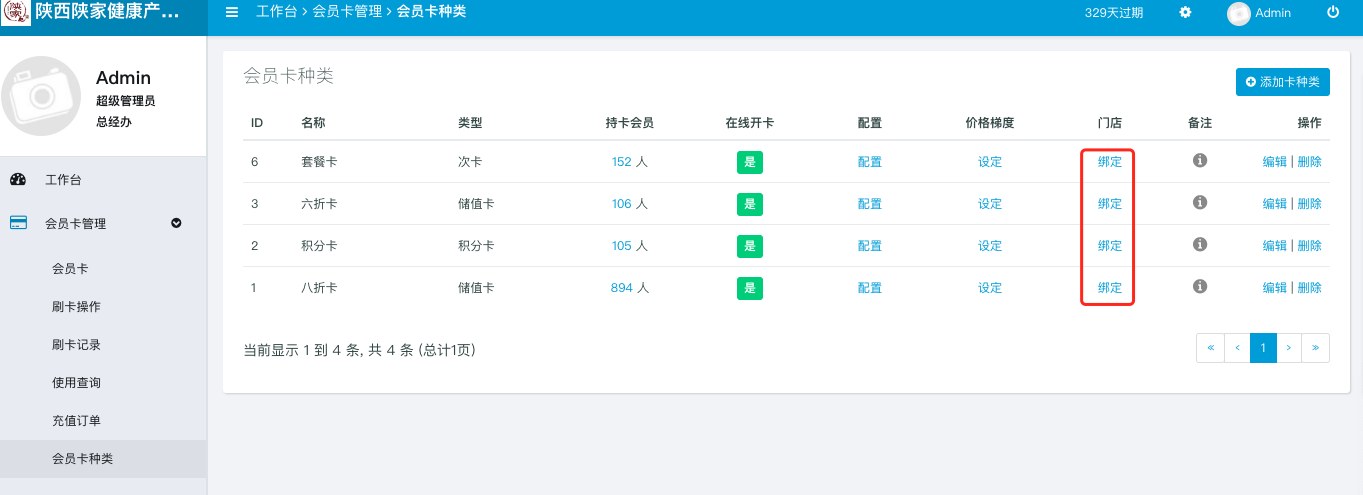 陕西陕家健康产...
工作台 > 会员卡管理 > 会员卡种类
329天过期
Admin
Admin
超级管理员
总经办
工作台
会员卡管理
会员卡
刷卡操作
刷卡记录
使用查询
充值订单
会员卡种类
会员卡种类
添加卡种类
ID 名称 类型 持卡会员 在线开卡 配置 价格梯度 门店 备注 操作
6 套餐卡 次卡 152 人 是 配置 设定 绑定 编辑 | 删除
3 六折卡 储值卡 106 人 是 配置 设定 绑定 编辑 | 删除
2 积分卡 积分卡 105 人 是 配置 设定 绑定 编辑 | 删除
1 八折卡 储值卡 894 人 是 配置 设定 绑定 编辑 | 删除
当前显示 1 到 4 条, 共 4 条 (总计1页)
« ‹ 1 › »